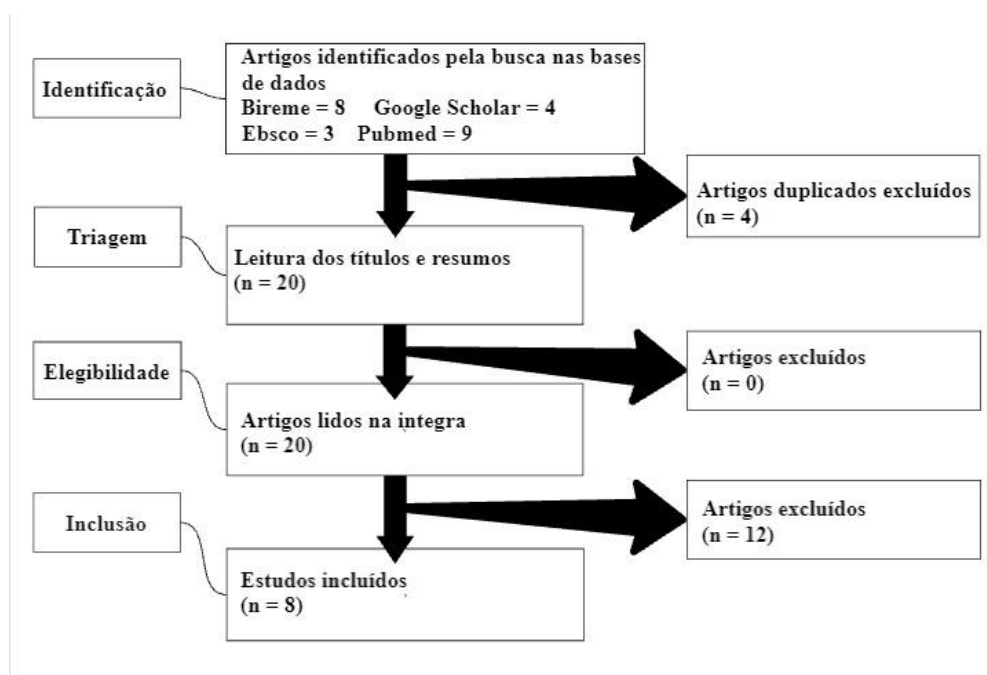 Identificação
Artigos identificados pela busca nas bases
de dados
Bireme = 8 Google Scholar = 4
Ebsco = 3 Pubmed = 9
Artigos duplicados excluídos
(n = 4)
Triagem
Leitura dos títulos e resumos
(n = 20)
Artigos excluídos
(n = 0)
Elegibilidade
Artigos lidos na integra
(n = 20)
Artigos excluídos
(n = 12)
Inclusão
Estudos incluídos
(n = 8)